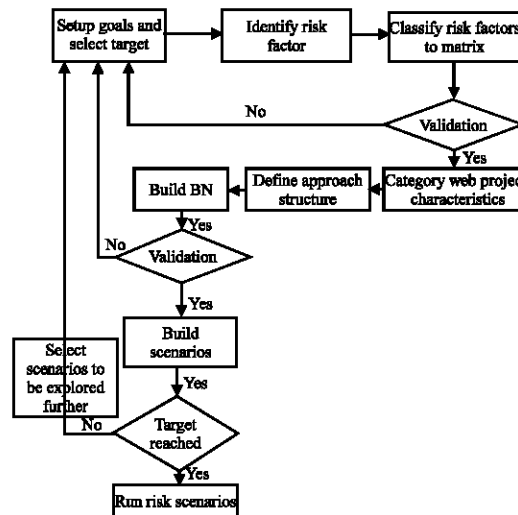 Setup goals and
select target
Identify risk
factor
Classify risk factors
to matrix
No
Validation
Yes
Build BN
Define approach
structure
Category web project
characteristics
Yes
No
Validation
Yes
Build
scenarios
Select
scenarios to
be explored
further
Yes
No
Target
reached
Yes
Run risk scenarios